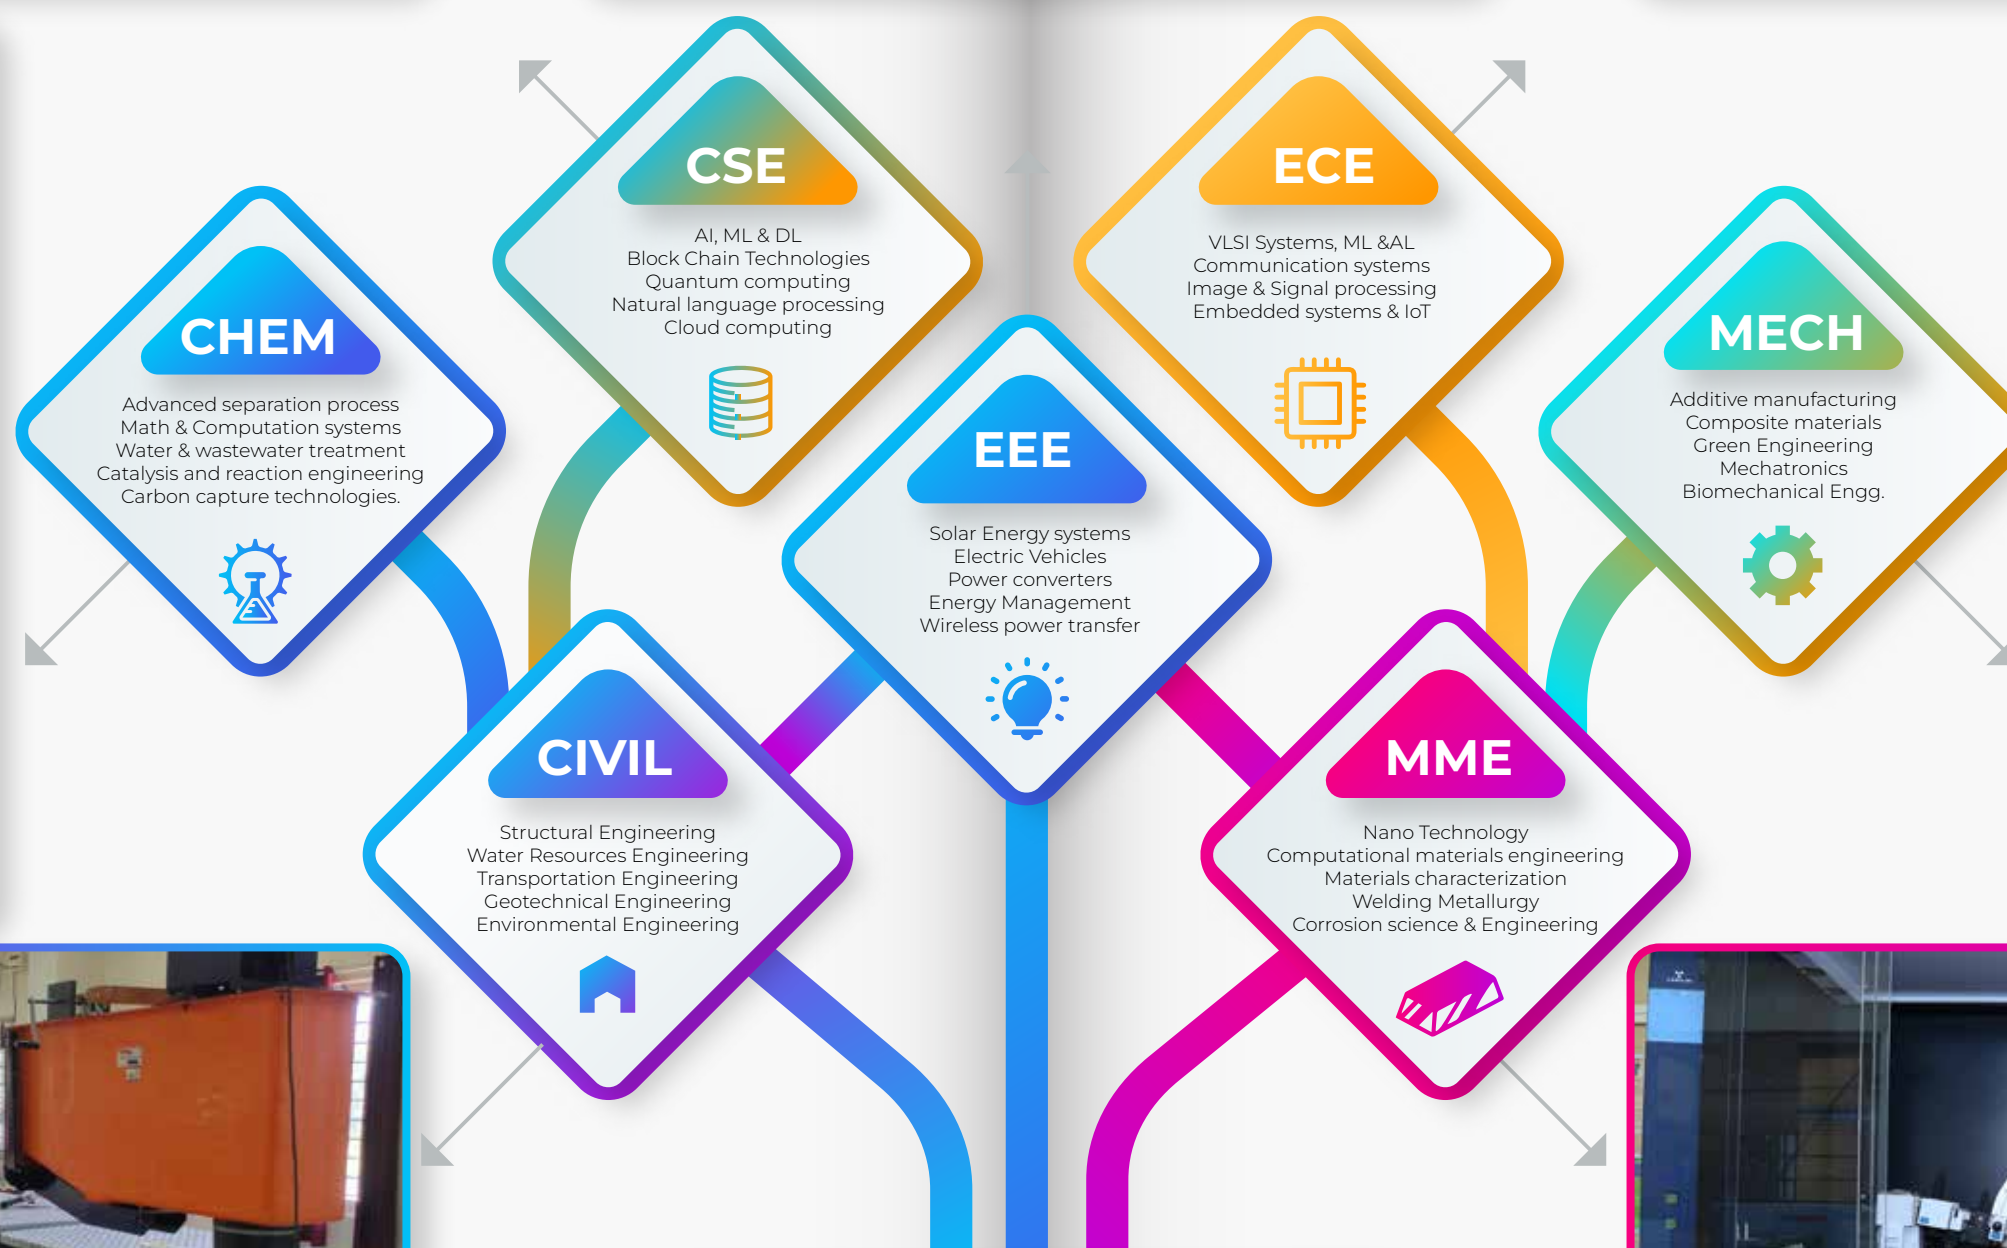 CSE
AI, ML & DL
Block Chain Technologies
Quantum computing
Natural language processing
Cloud computing
ECE
VLSI Systems, ML &AL
Communication systems
Image & Signal processing
Embedded systems & IoT
CHEM
Advanced separation process
Math & Computation systems
Water & wastewater treatment
Catalysis and reaction engineering
Carbon capture technologies.
EEE
Solar Energy systems
Electric Vehicles
Power converters
Energy Management
Wireless power transfer
MECH
Additive manufacturing
Composite materials
Green Engineering
Mechatronics
Biomechanical Engg.
CIVIL
Structural Engineering
Water Resources Engineering
Transportation Engineering
Geotechnical Engineering
Environmental Engineering
MME
Nano Technology
Computational materials engineering
Materials characterization
Welding Metallurgy
Corrosion science & Engineering